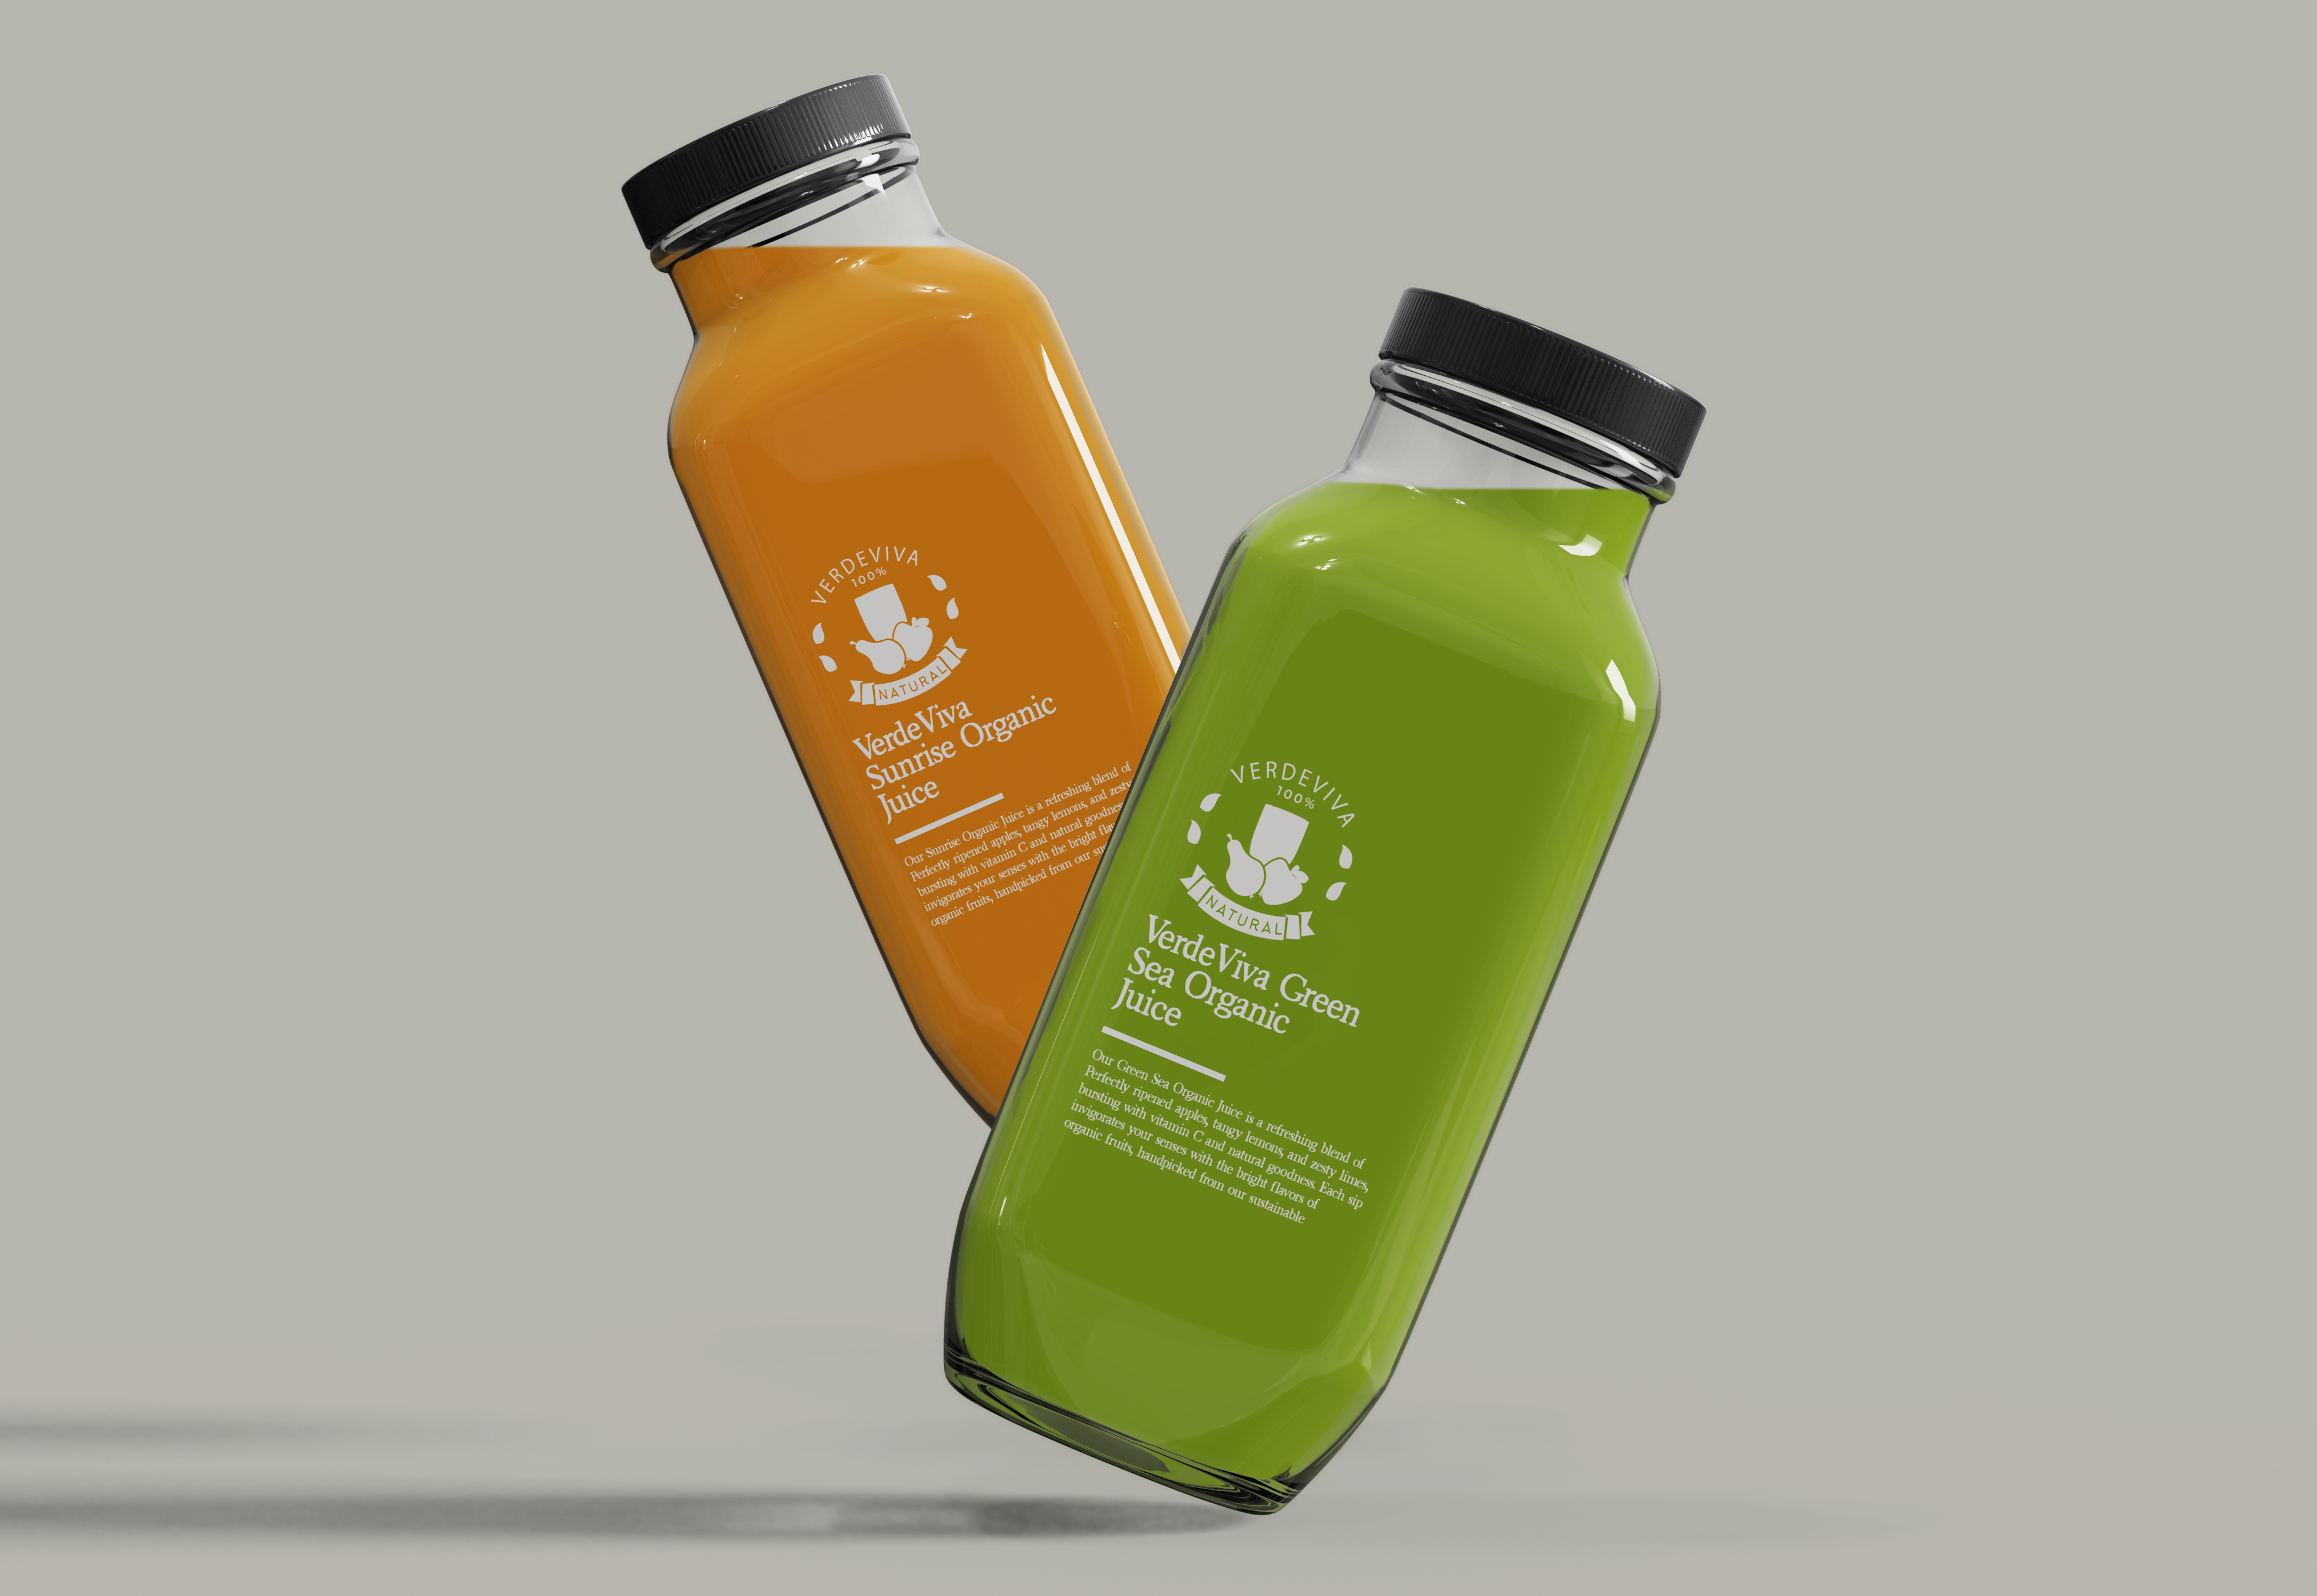 VERDEVIVA
100%
NATURAL
VerdeViva
Sunrise Organic
Juice
Our Sunrise Organic Juice is a refreshing blend of
Perfectly ripened apples, tangy lemons, and zesty
bursting with vitamin C and natural goodness
invigorates your senses with the bright
organic fruits, handpicked from our
VERDEVIVA
100%
NATURAL
VerdeViva Green
Sea Organic
Juice
Our Green Sea Organic Juice is a refreshing blend of
Perfectly ripened apples, tangy lemons, and zesty limes,
bursting with vitamin C and natural goodness. Each sip
invigorates your senses with the bright flavors of
organic fruits, handpicked from our sustainable